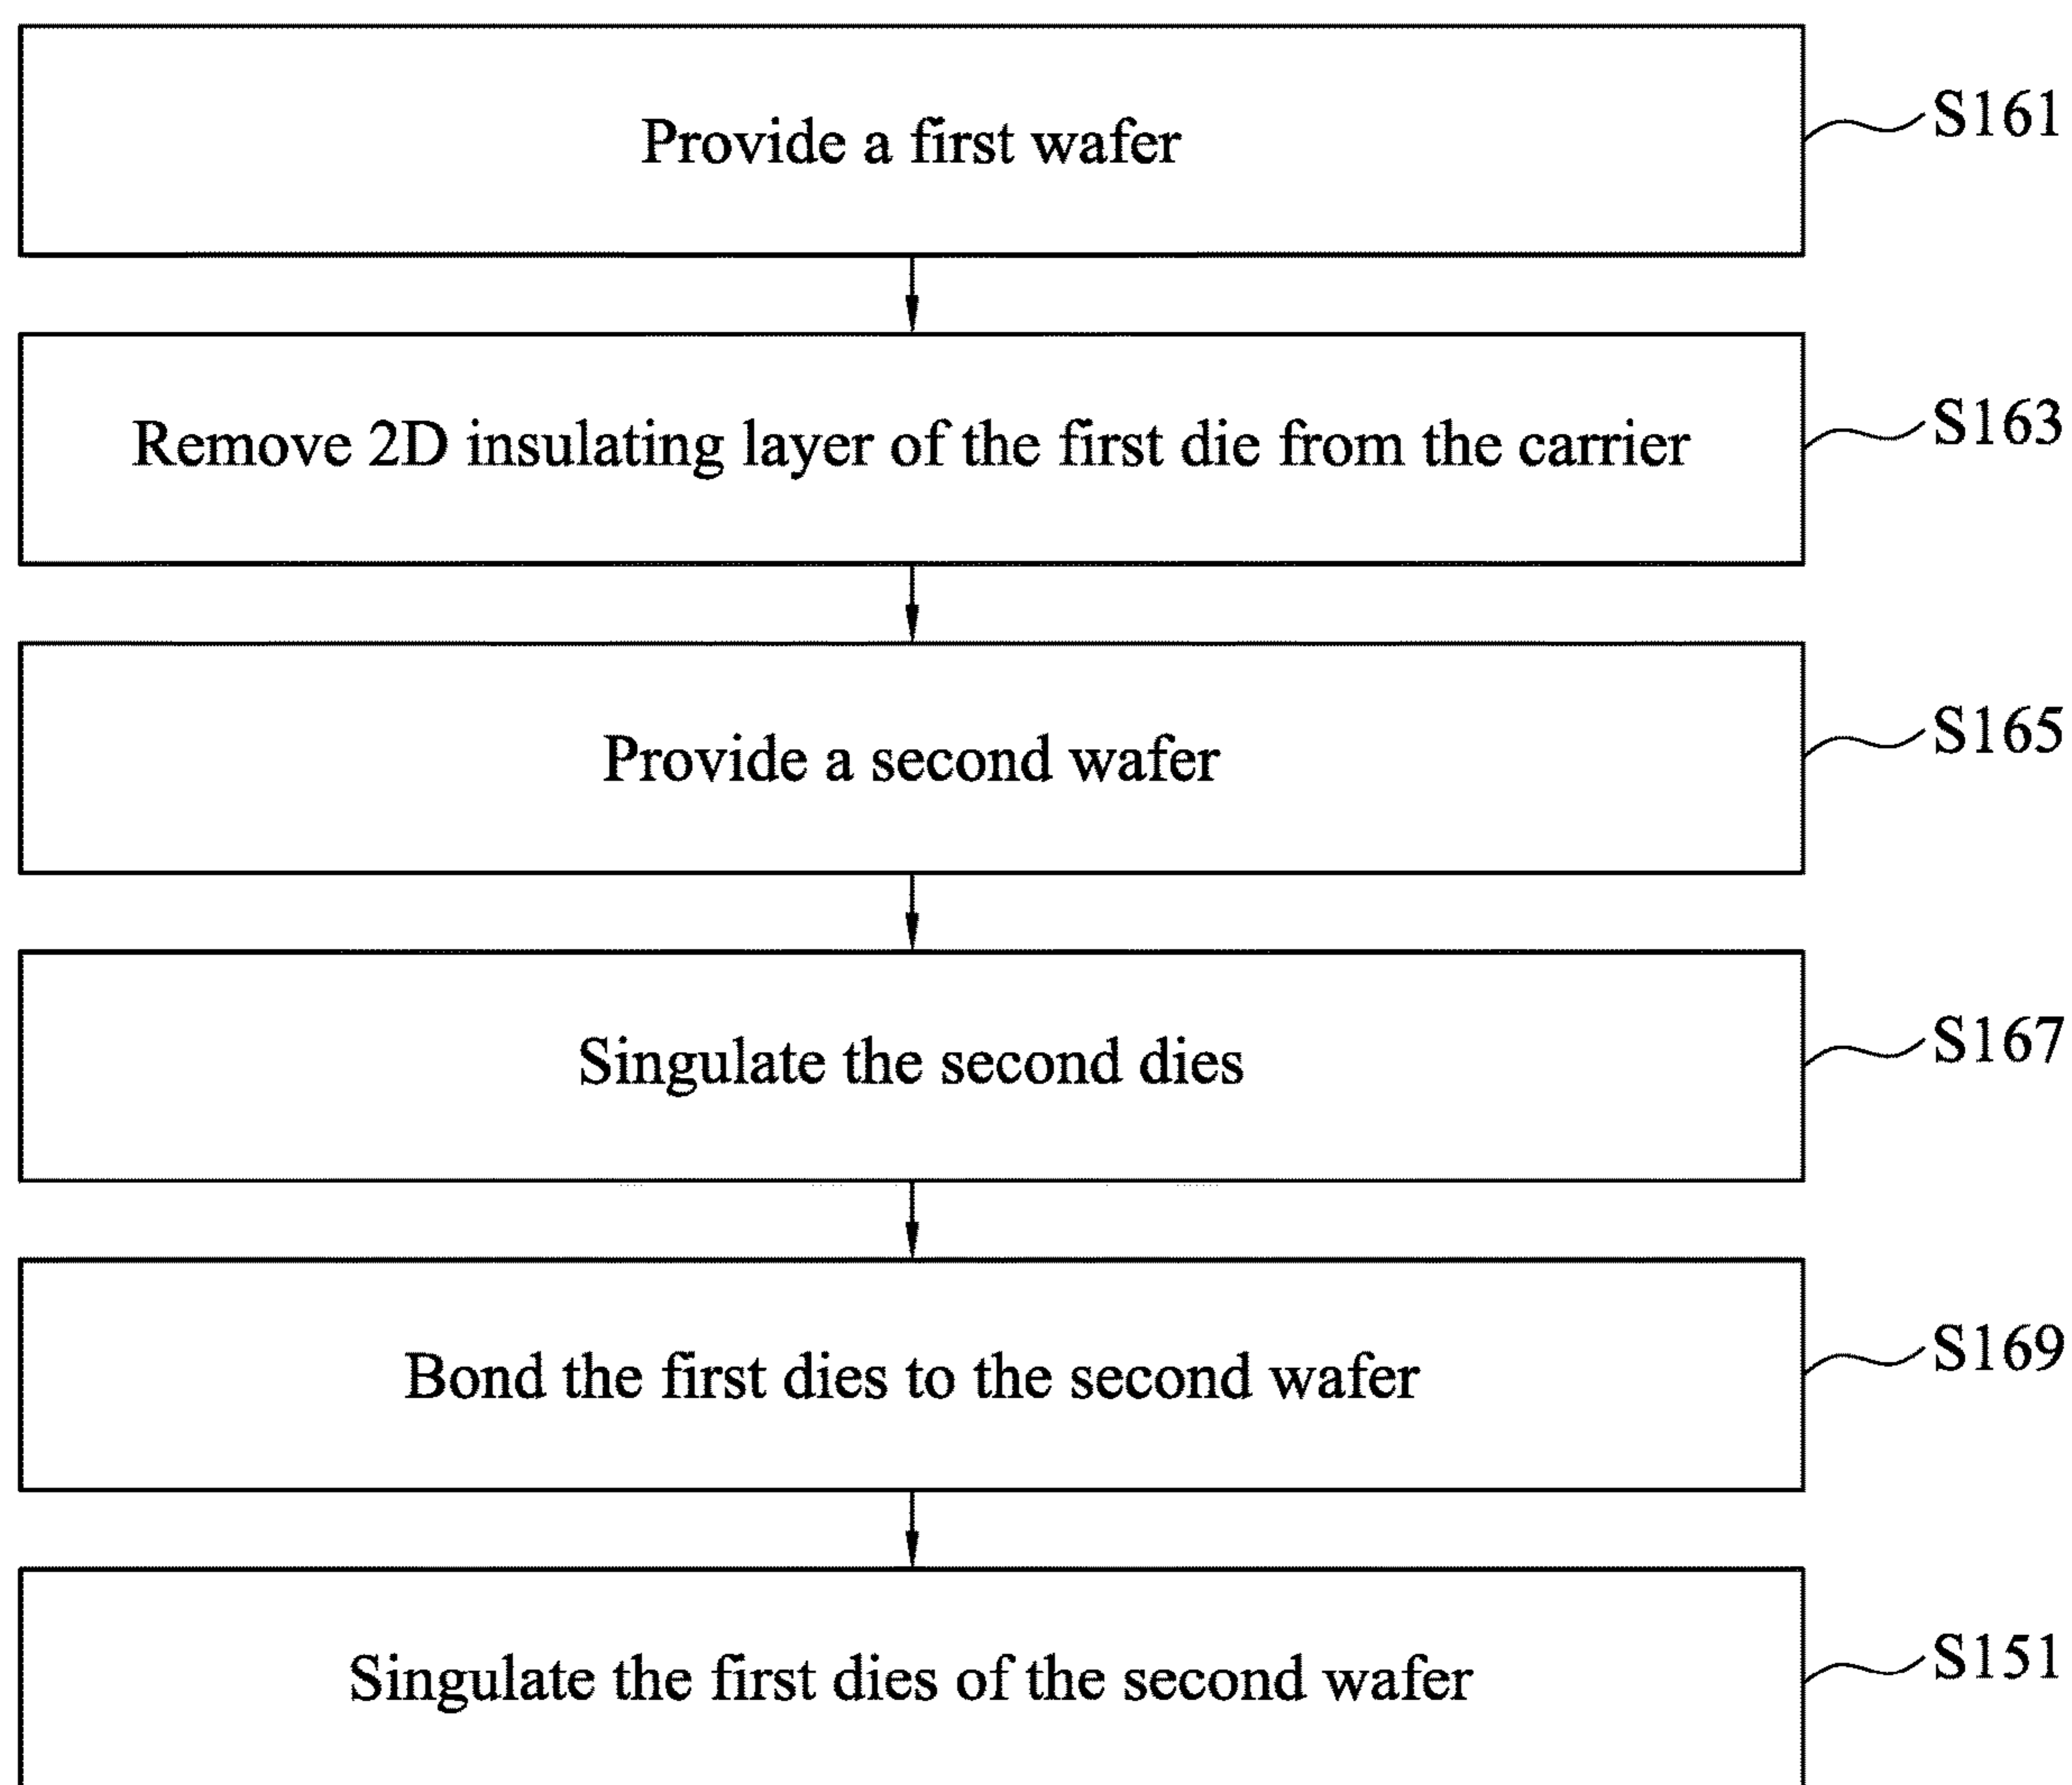 Provide a first wafer
S161
Remove 2D insulating layer of the first die from the carrier
S163
Provide a second wafer
S165
Singulate the second dies
S167
Bond the first dies to the second wafer
S169
Singulate the first dies of the second wafer
S151